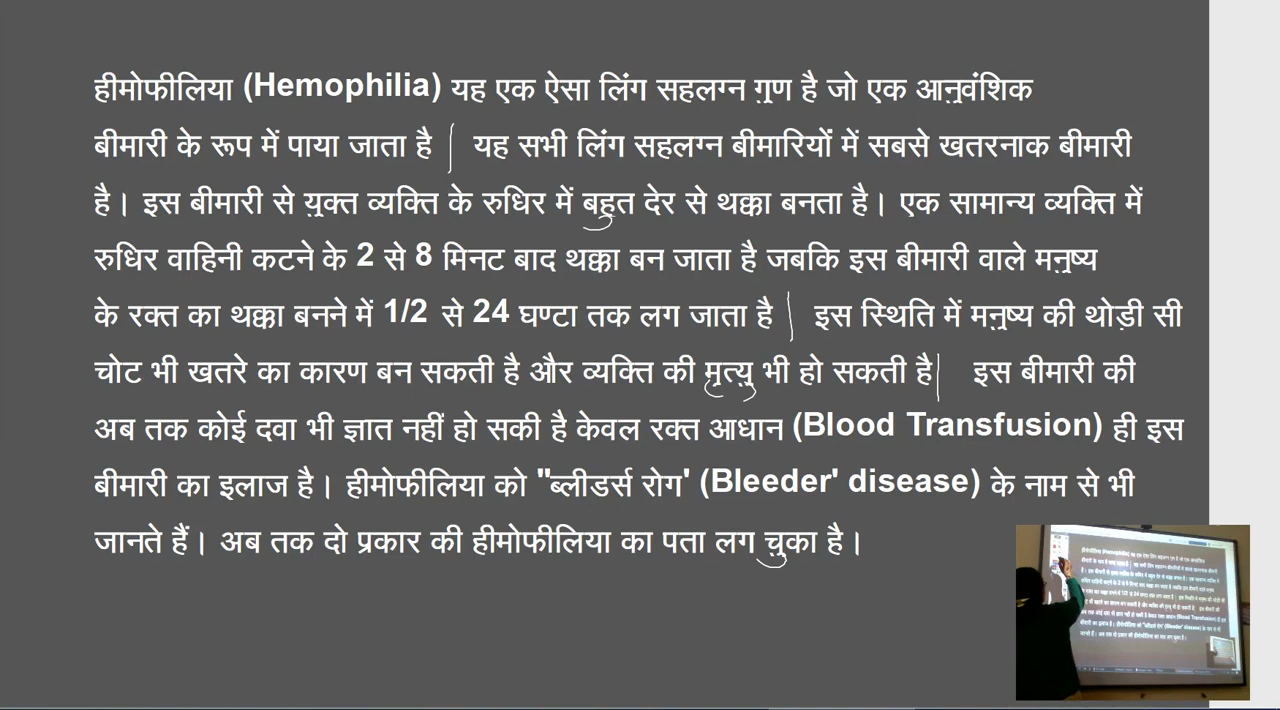 हीमोफीलिया (Hemophilia) यह एक ऐसा लिंग सहलग्न गुण है जो एक आनुवंशिक
बीमारी के रूप में पाया जाता है | यह सभी लिंग सहलग्न बीमारियों में सबसे खतरनाक बीमारी
है। इस बीमारी से युक्त व्यक्ति के रुधिर में बहुत देर से थक्का बनता है। एक सामान्य व्यक्ति में
रुधिर वाहिनी कटने के 2 से 8 मिनट बाद थक्का बन जाता है जबकि इस बीमारी वाले मनुष्य
के रक्त का थक्का बनने में 1/2 से 24 घण्टा तक लग जाता है | इस स्थिति में मनुष्य की थोड़ी सी
चोट भी खतरे का कारण बन सकती है और व्यक्ति की मृत्यु भी हो सकती है| इस बीमारी की
अब तक कोई दवा भी ज्ञात नहीं हो सकी है केवल रक्त आधान (Blood Transfusion) ही इस
बीमारी का इलाज है। हीमोफीलिया को "ब्लीडर्स रोग' (Bleeder' disease) के नाम से भी
जानते हैं। अब तक दो प्रकार की हीमोफीलिया का पता लग चुका है।